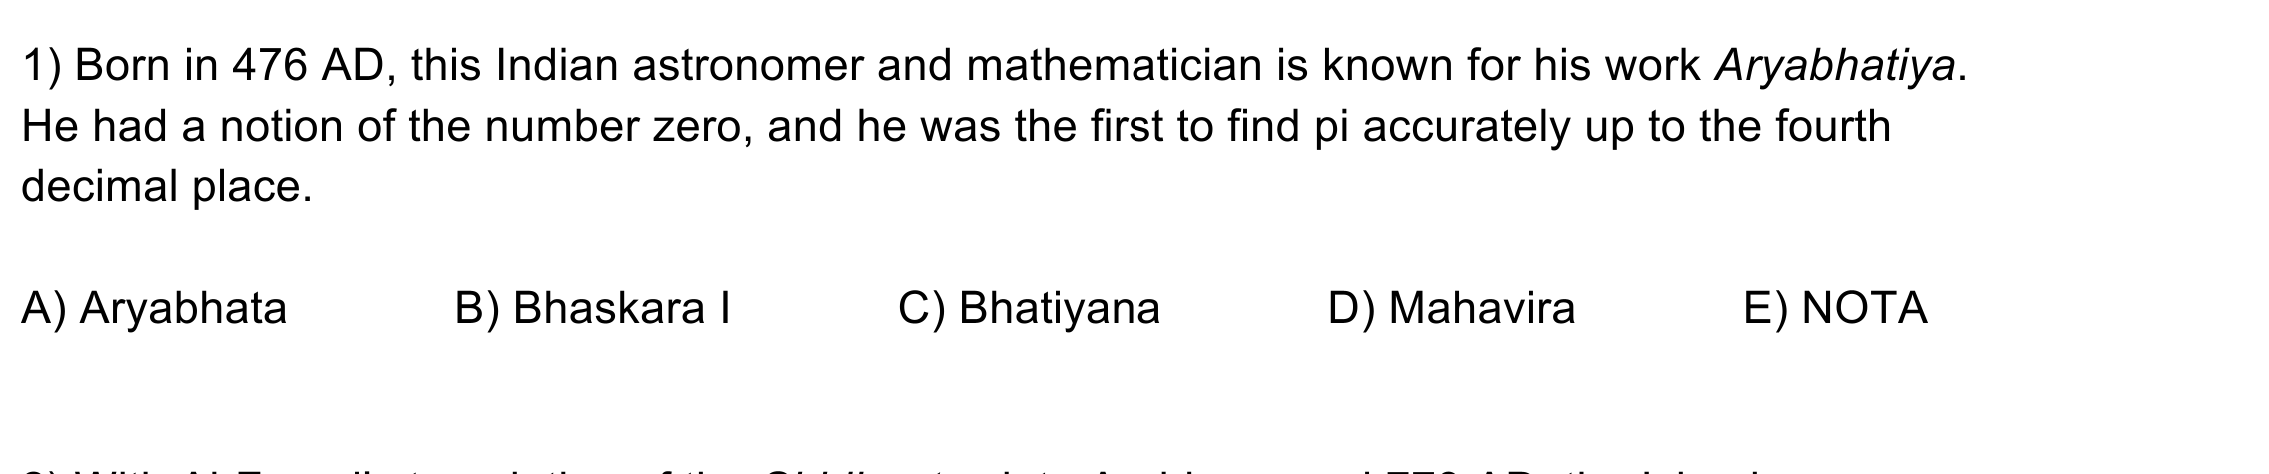 1) Born in 476 AD, this Indian astronomer and mathematician is known for his work Aryabhatiya.
He had a notion of the number zero, and he was the first to find pi accurately up to the fourth
decimal place.
A) Aryabhata B) Bhaskara I C) Bhatiyana D) Mahavira E) NOTA